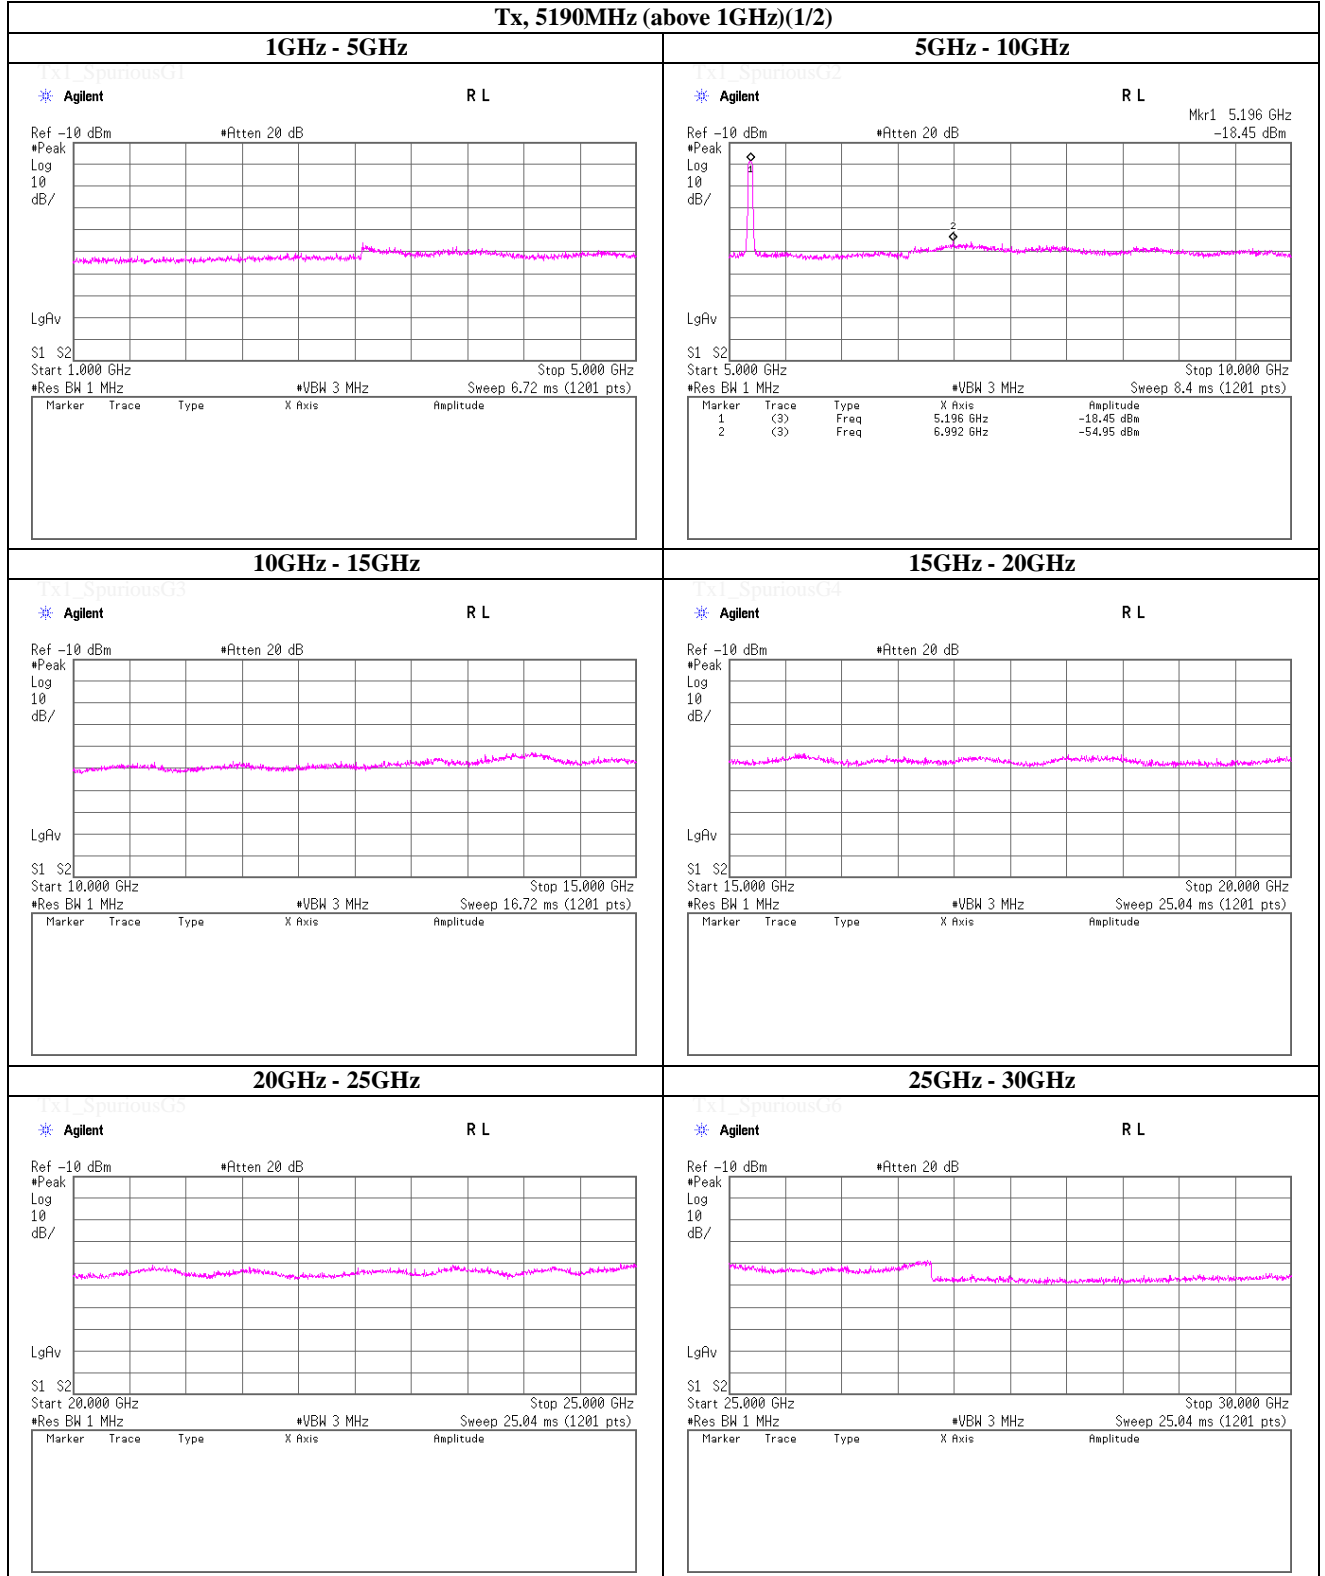 Tx, 5190MHz (above 1GHz)(1/2)
1GHz - 5GHz
Tx1_SpuriousG1
Agilent R L
Ref -10 dBm #Atten 20 dB
#Peak
Log
10
dB/
LgAv
S1 S2
Start 1.000 GHz Stop 5.000 GHz
#Res BW 1 MHz #VBW 3 MHz Sweep 6.72 ms (1201 pts)
Marker Trace Type X Axis Amplitude
5GHz - 10GHz
Tx1_SpuriousG2
Agilent R L
Mkr1 5.196 GHz
Ref -10 dBm #Atten 20 dB -18.45 dBm
#Peak
Log
10
dB/
1
2
LgAv
S1 S2
Start 5.000 GHz Stop 10.000 GHz
#Res BW 1 MHz #VBW 3 MHz Sweep 8.4 ms (1201 pts)
Marker Trace Type X Axis Amplitude
1 (3) Freq 5.196 GHz -18.45 dBm
2 (3) Freq 6.992 GHz -54.95 dBm
10GHz - 15GHz
Tx1_SpuriousG3
Agilent R L
Ref -10 dBm #Atten 20 dB
#Peak
Log
10
dB/
LgAv
S1 S2
Start 10.000 GHz Stop 15.000 GHz
#Res BW 1 MHz #VBW 3 MHz Sweep 16.72 ms (1201 pts)
Marker Trace Type X Axis Amplitude
15GHz - 20GHz
Tx1_SpuriousG4
Agilent R L
Ref -10 dBm #Atten 20 dB
#Peak
Log
10
dB/
LgAv
S1 S2
Start 15.000 GHz Stop 20.000 GHz
#Res BW 1 MHz #VBW 3 MHz Sweep 25.04 ms (1201 pts)
Marker Trace Type X Axis Amplitude
20GHz - 25GHz
Tx1_SpuriousG5
Agilent R L
Ref -10 dBm #Atten 20 dB
#Peak
Log
10
dB/
LgAv
S1 S2
Start 20.000 GHz Stop 25.000 GHz
#Res BW 1 MHz #VBW 3 MHz Sweep 25.04 ms (1201 pts)
Marker Trace Type X Axis Amplitude
25GHz - 30GHz
Tx1_SpuriousG6
Agilent R L
Ref -10 dBm #Atten 20 dB
#Peak
Log
10
dB/
LgAv
S1 S2
Start 25.000 GHz Stop 30.000 GHz
#Res BW 1 MHz #VBW 3 MHz Sweep 25.04 ms (1201 pts)
Marker Trace Type X Axis Amplitude